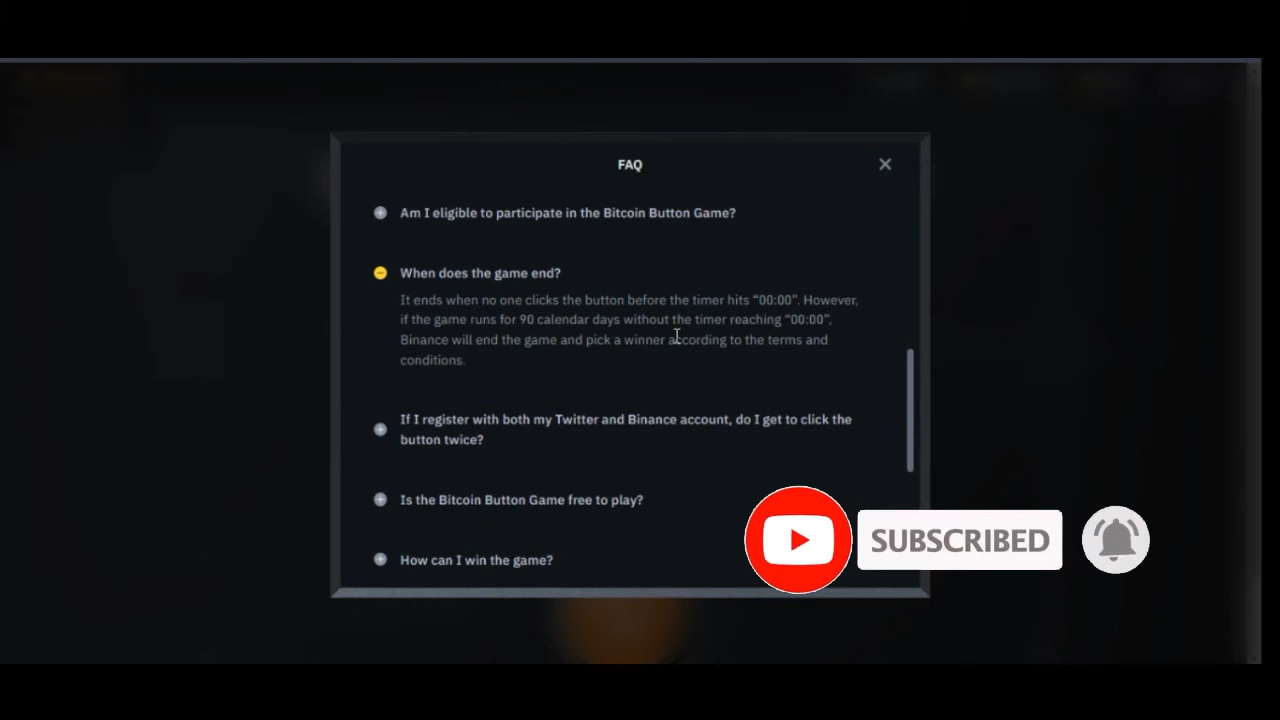 FAQ
Am I eligible to participate in the Bitcoin Button Game?
When does the game end?
It ends when no one clicks the button before the timer hits “00:00”. However,
if the game runs for 90 calendar days without the timer reaching “00:00”,
Binance will end the game and pick a winner according to the terms and
conditions.
If I register with both my Twitter and Binance account, do I get to click the
button twice?
Is the Bitcoin Button Game free to play?
SUBSCRIBED
How can I win the game?